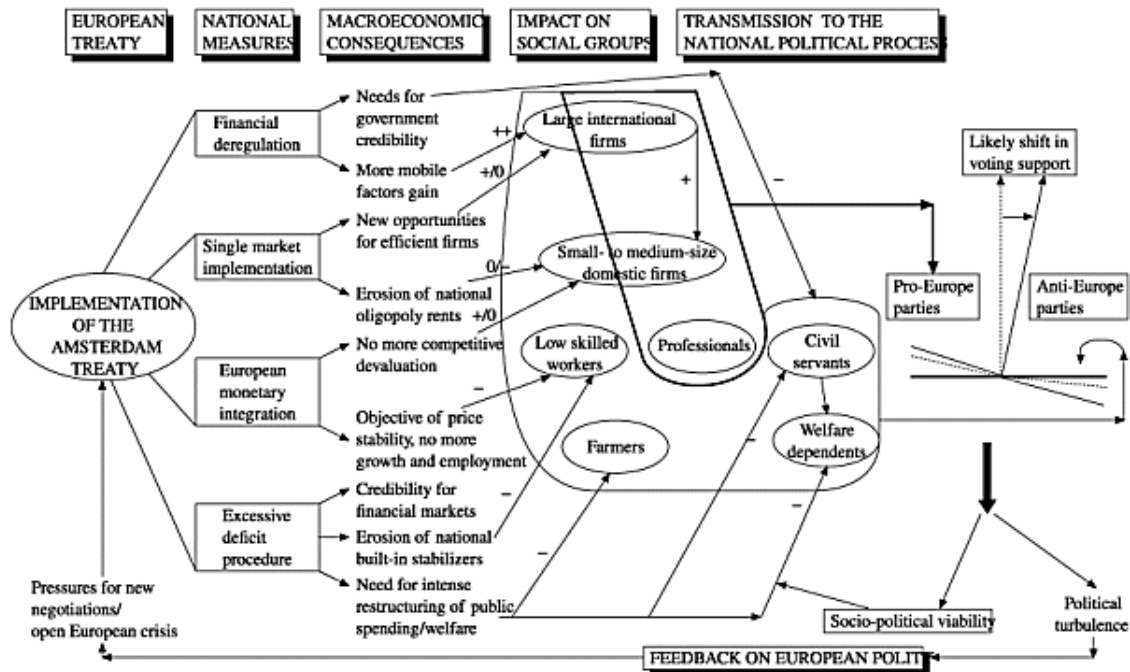 EUROPEAN
TREATY
NATIONAL
MEASURES
MACROECONOMIC
CONSEQUENCES
IMPACT ON
SOCIAL GROUPS
TRANSMISSION TO THE
NATIONAL POLITICAL PROCESS
IMPLEMENTATION
OF THE
AMSTERDAM
TREATY
Financial
deregulation
Single market
implementation
European
monetary
integration
Excessive
deficit
procedure
Needs for
government
credibility
More mobile
factors gain
New opportunities
for efficient firms
Erosion of national
oligopoly rents
No more competitive
devaluation
Objective of price
stability, no more
growth and employment
Credibility for
financial markets
Erosion of national
built-in stabilizers
Need for intense
restructuring of public
spending/welfare
++
+/0
0/–
+/0
–
–
–
Large international
firms
+
Small- to medium-size
domestic firms
Low skilled
workers
Professionals
Civil
servants
Farmers
Welfare
dependents
–
–
–
Likely shift in
voting support
Pro-Europe
parties
Anti-Europe
parties
Socio-political viability
Political
turbulence
Pressures for new
negotiations/
open European crisis
FEEDBACK ON EUROPEAN POLIT